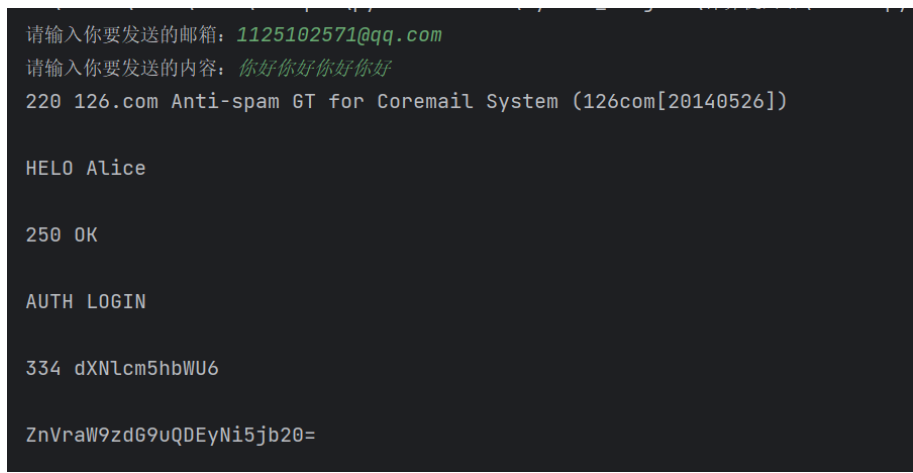 请输入你要发送的邮箱：1125102571@qq.com
请输入你要发送的内容：你好你好你好你好
220 126.com Anti-spam GT for Coremail System (126com[20140526])
HELO Alice
250 OK
AUTH LOGIN
334 dXNlcm5hbWU6
ZnVraW9zdG9uQDEyNi5jb20=